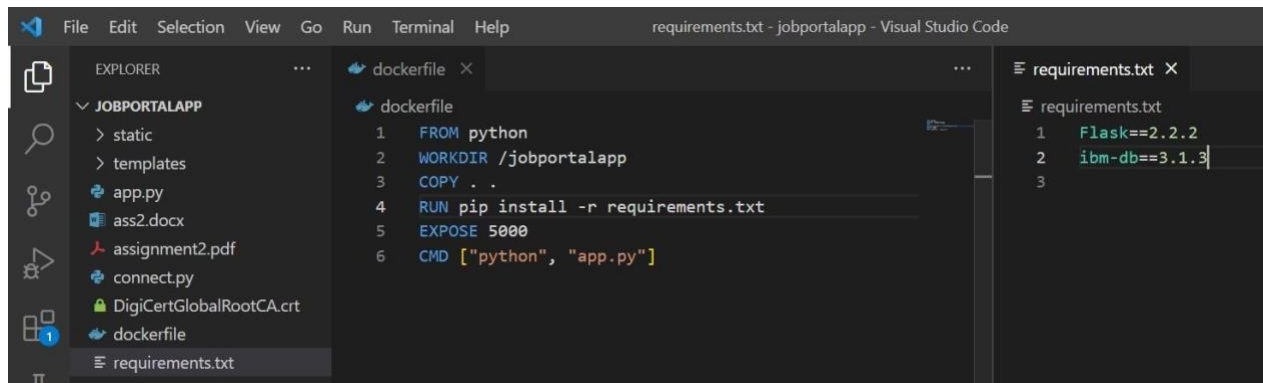 File Edit Selection View Go Run Terminal Help requirements.txt - jobportalapp - Visual Studio Code
EXPLORER ...
JOBPORTALAPP
static
templates
app.py
ass2.docx
assignment2.pdf
connect.py
DigiCertGlobalRootCA.crt
dockerfile
requirements.txt
1
dockerfile ...
dockerfile
1 FROM python
2 WORKDIR /jobportalapp
3 COPY . .
4 RUN pip install -r requirements.txt
5 EXPOSE 5000
6 CMD ["python", "app.py"]
requirements.txt
requirements.txt
1 Flask==2.2.2
2 ibm-db==3.1.3
3